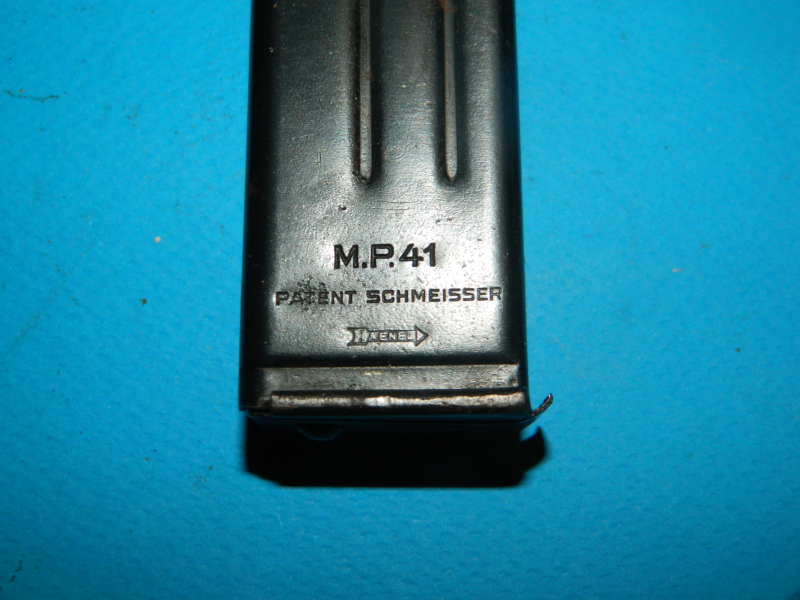 M.P.41
PATENT SCHMEISSER
HAENEL